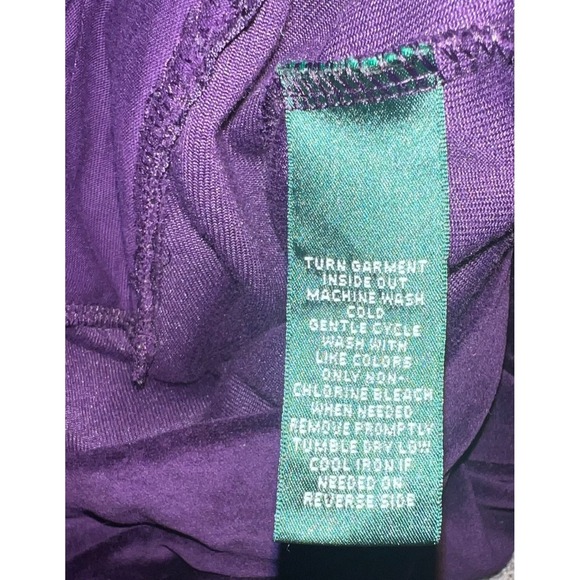 TURN GARMENT
INSIDE OUT
MACHINE WASH
COLD
GENTLE CYCLE
WASH WITH
LIKE COLORS
ONLY NON-
CHLORINE BLEACH
WHEN NEEDED
REMOVE PROMPTLY
TUMBLE DRY LOW
COOL IRON IF
NEEDED ON
REVERSE SIDE